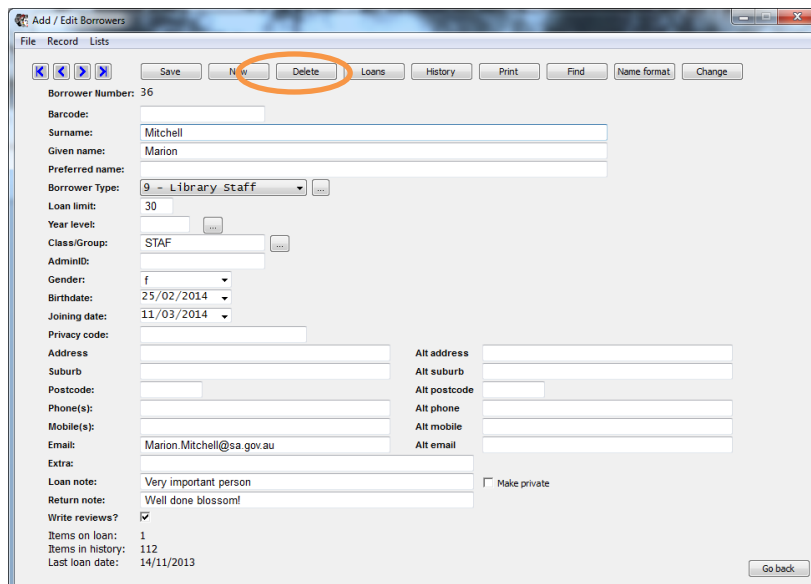 Add / Edit Borrowers
File Record Lists
Save New Delete Loans History Print Find Name format Change
Borrower Number: 36
Barcode:
Surname: Mitchell
Given name: Marion
Preferred name:
Borrower Type: 9 - Library Staff ...
Loan limit: 30
Year level: ...
Class/Group: STAF ...
AdminID:
Gender: f
Birthdate: 25/02/2014
Joining date: 11/03/2014
Privacy code:
Address Alt address
Suburb Alt suburb
Postcode: Alt postcode
Phone(s): Alt phone
Mobile(s): Alt mobile
Email: Marion.Mitchell@sa.gov.au Alt email
Extra:
Loan note: Very important person Make private
Return note: Well done blossom!
Write reviews?
Items on loan: 1
Items in history: 112
Last loan date: 14/11/2013
Go back